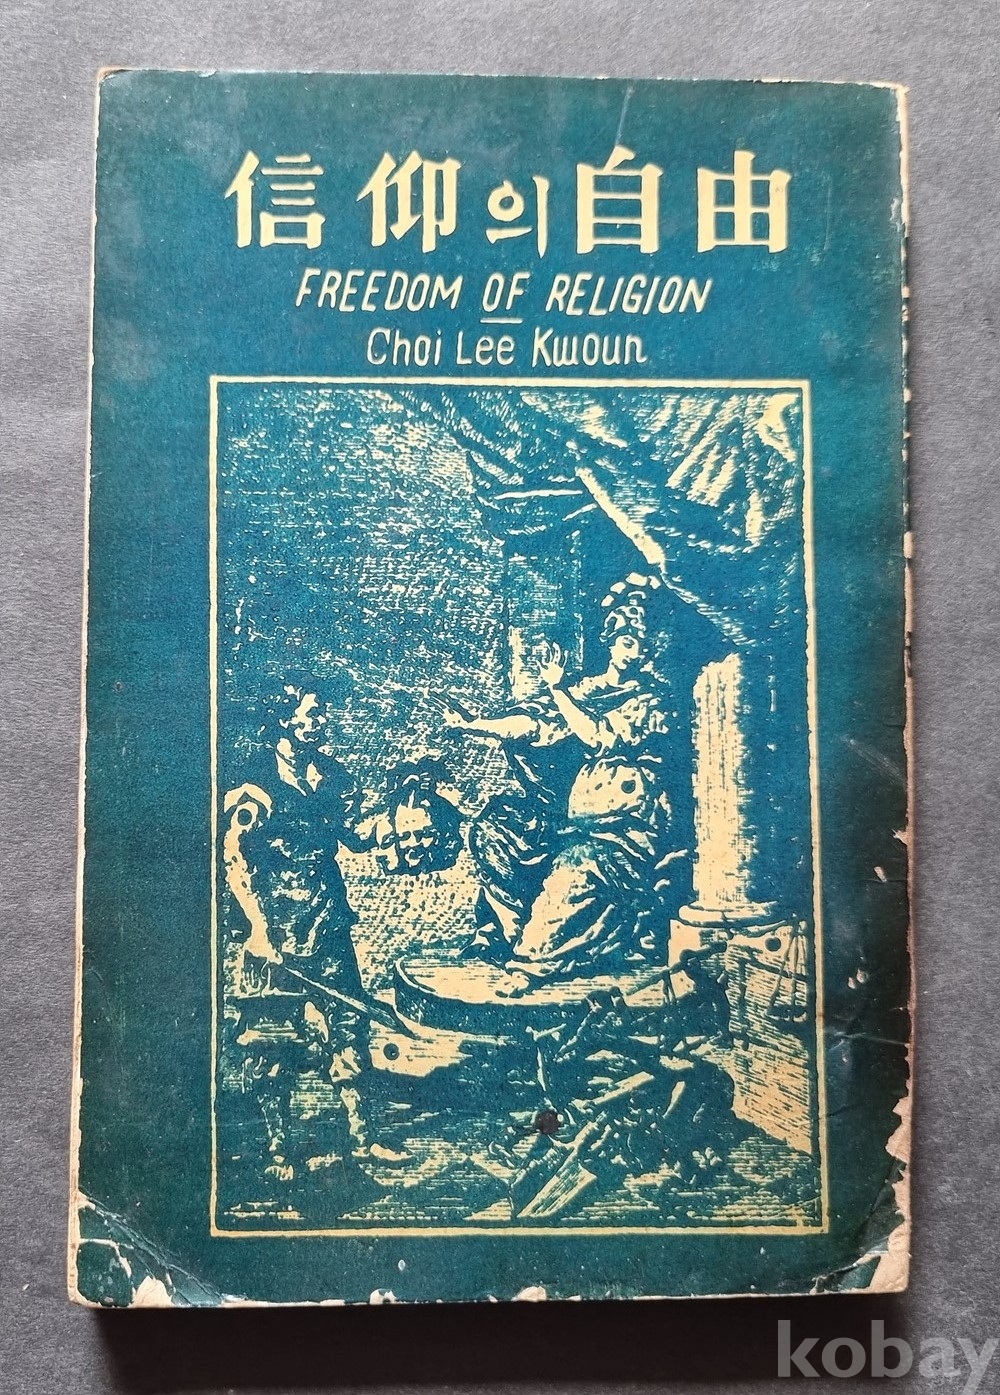 信仰의自由
FREEDOM OF RELIGION
Choi Lee Kwoun
kobay